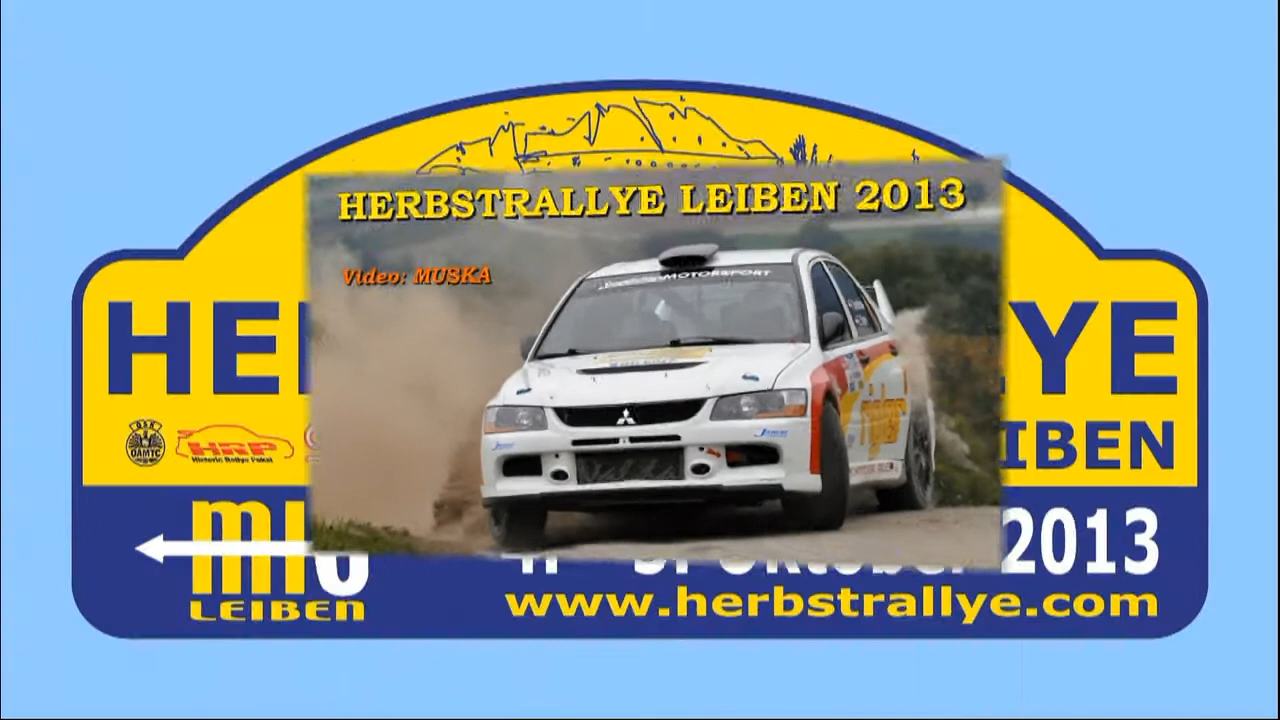 HERBSTRALLYE LEIBEN 2013
Video: MUSKA
MOTORSPORT
HE
YE
IBEN
ÖAMTC
HRP
Historic Rallye Pokal
2013
LEIBEN
www.herbstrallye.com